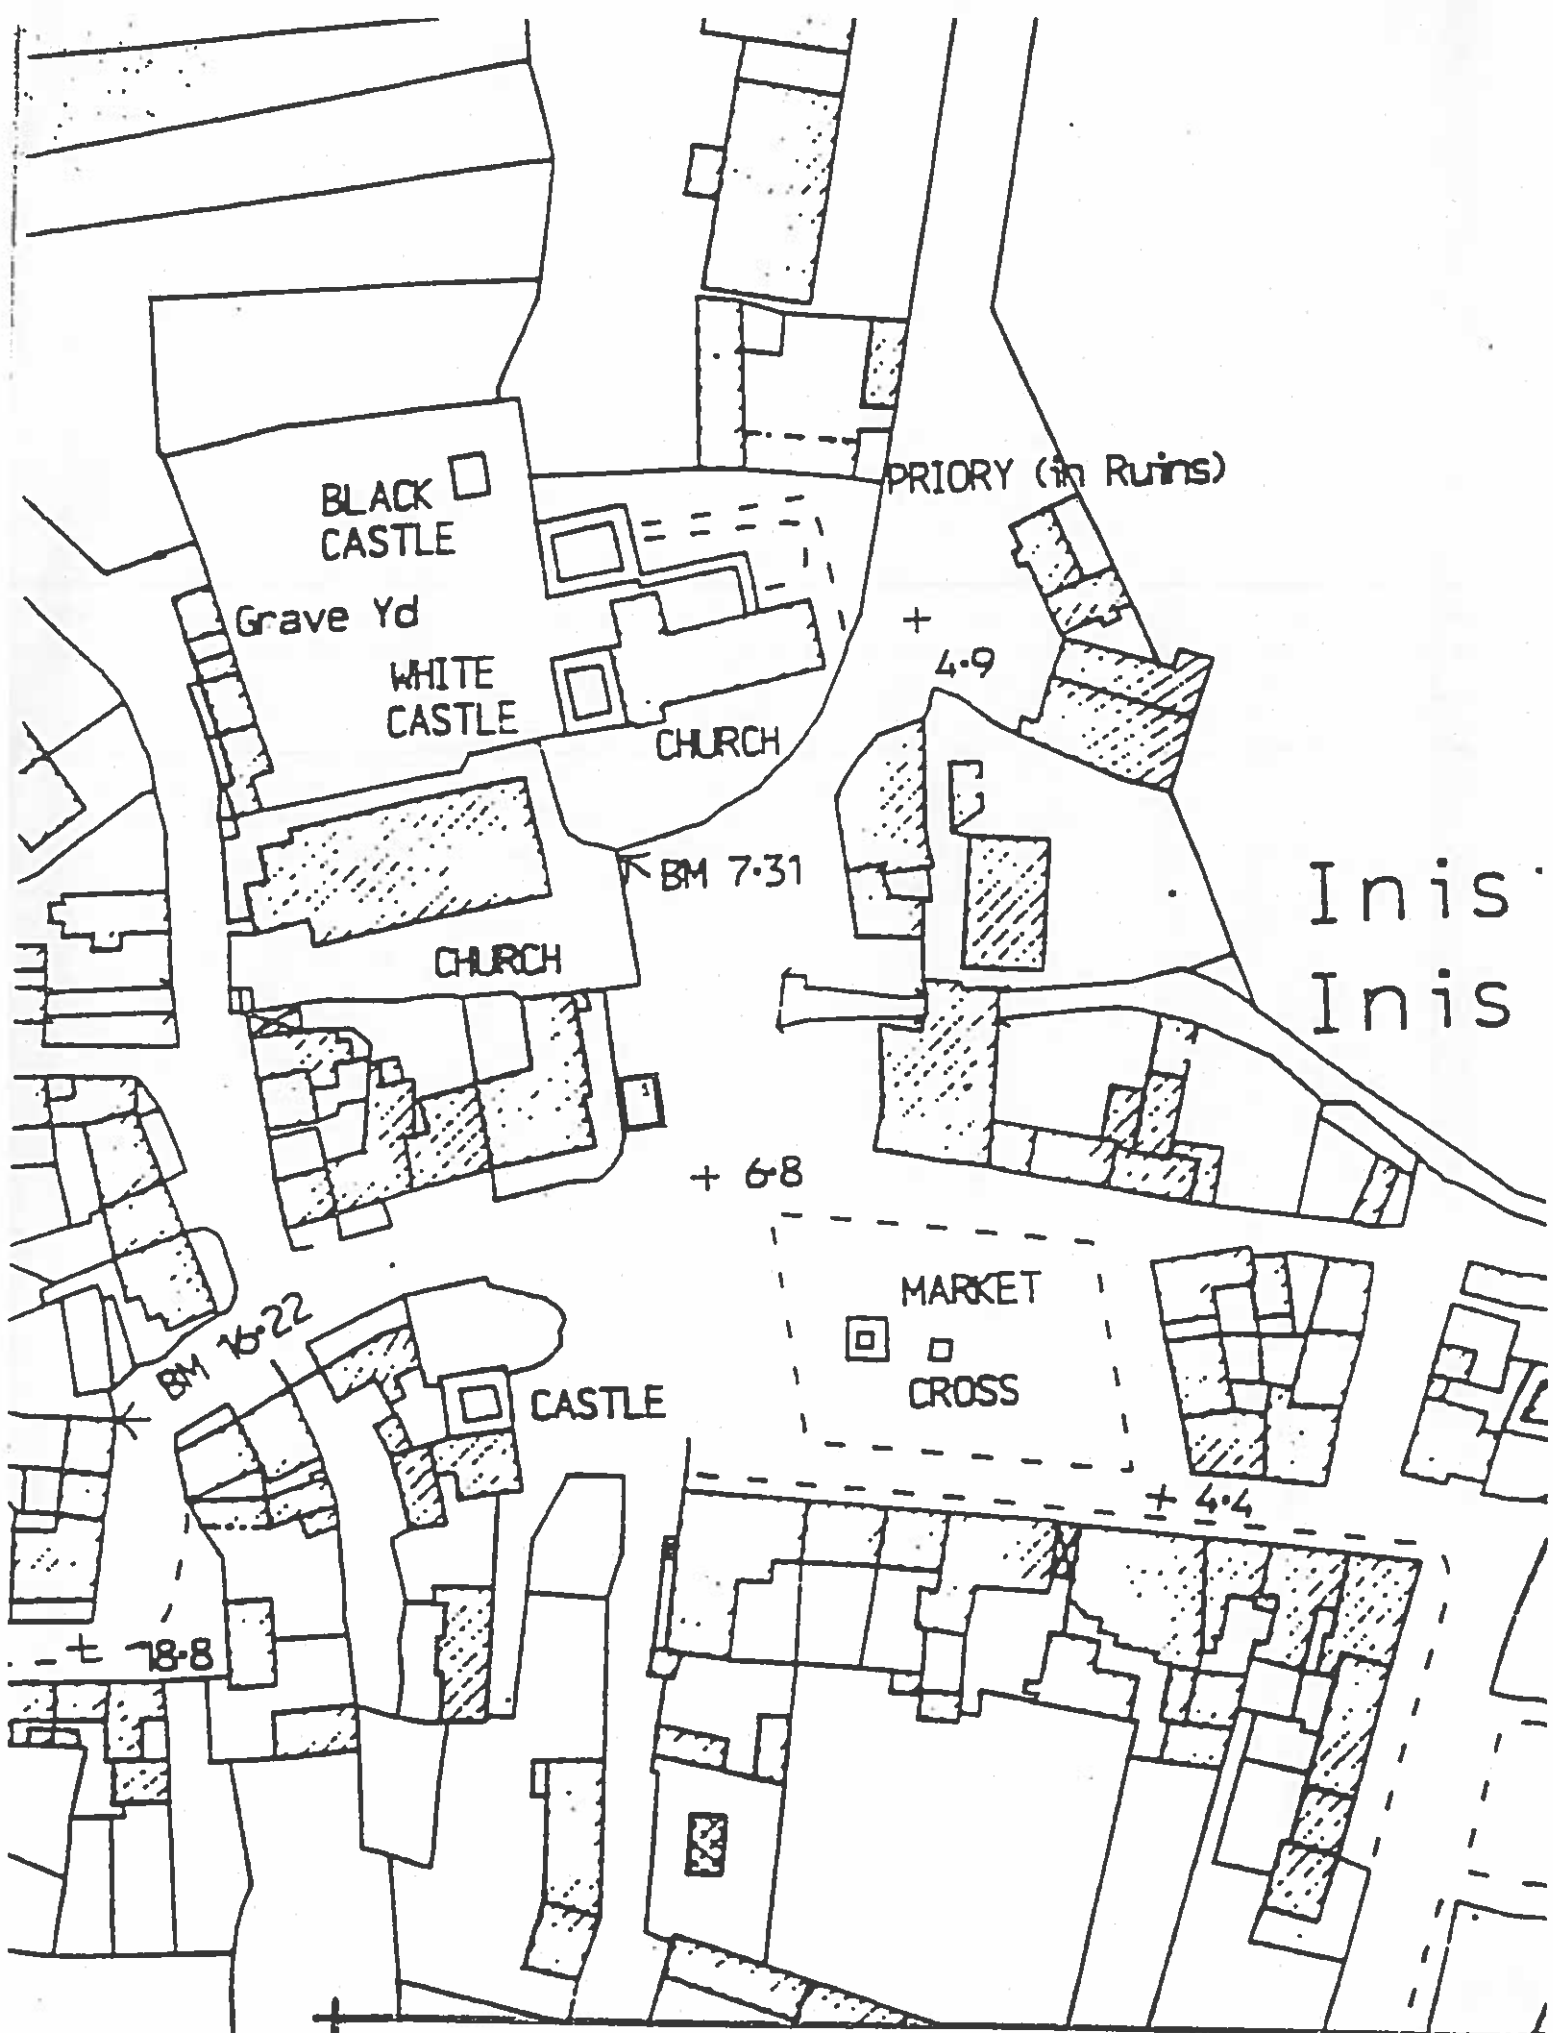 PRIORY (in Ruins)
BLACK
CASTLE
Grave Yd
4·9
WHITE
CASTLE
CHURCH
BM 7·31
Inis
CHURCH
Inis
6·8
MARKET
CROSS
BM 16·22
CASTLE
4·4
18·8